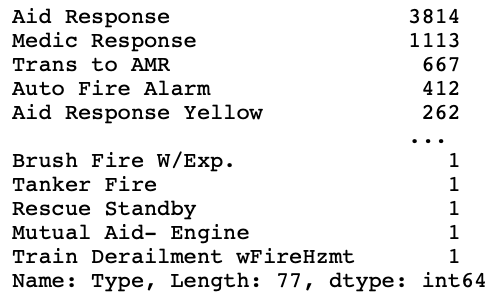 Aid Response 3814
Medic Response 1113
Trans to AMR 667
Auto Fire Alarm 412
Aid Response Yellow 262
...
Brush Fire W/Exp. 1
Tanker Fire 1
Rescue Standby 1
Mutual Aid- Engine 1
Train Derailment wFireHzmt 1
Name: Type, Length: 77, dtype: int64